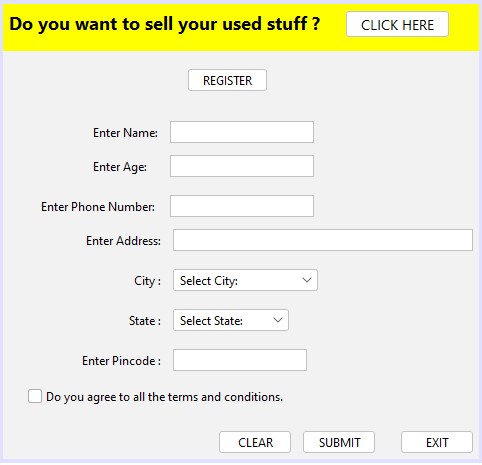 Do you want to sell your used stuff ? CLICK HERE
REGISTER
Enter Name:
Enter Age:
Enter Phone Number:
Enter Address:
City : Select City:
State : Select State:
Enter Pincode :
Do you agree to all the terms and conditions.
CLEAR SUBMIT EXIT